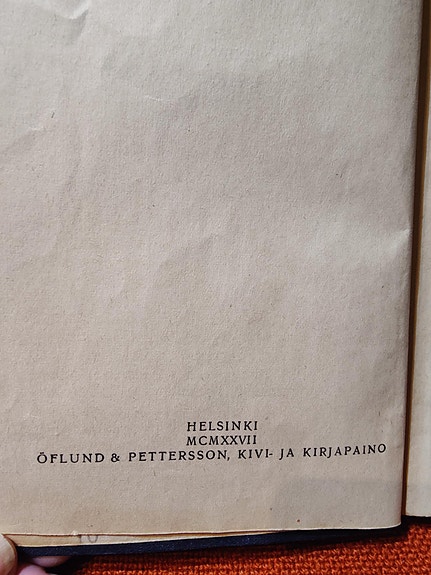 HELSINKI
MCMXXVII
ÖFLUND & PETTERSSON, KIVI- JA KIRJAPAINO